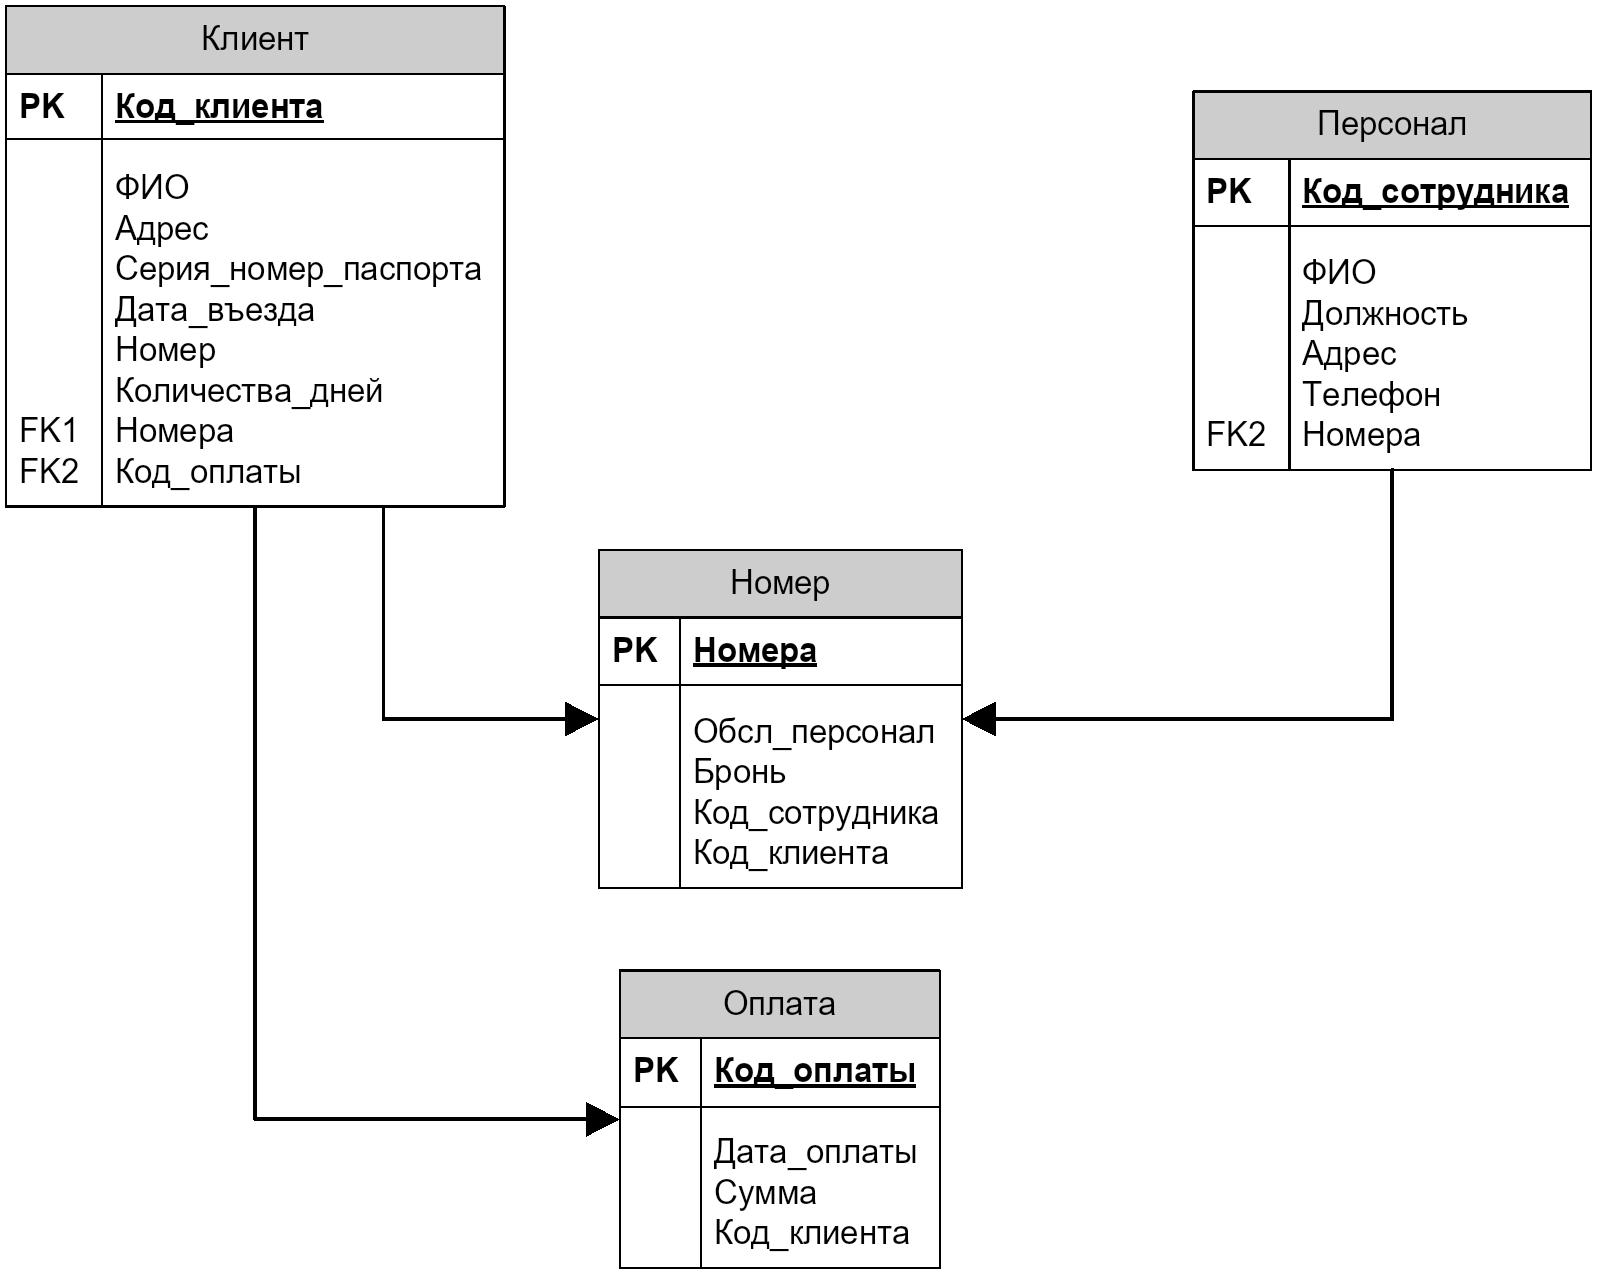 Клиент
PK Код_клиента
ФИО
Адрес
Серия_номер_паспорта
Дата_въезда
Номер
Количества_дней
FK1 Номера
FK2 Код_оплаты
Персонал
PK Код_сотрудника
ФИО
Должность
Адрес
Телефон
FK2 Номера
Номер
PK Номера
Обсл_персонал
Бронь
Код_сотрудника
Код_клиента
Оплата
PK Код_оплаты
Дата_оплаты
Сумма
Код_клиента